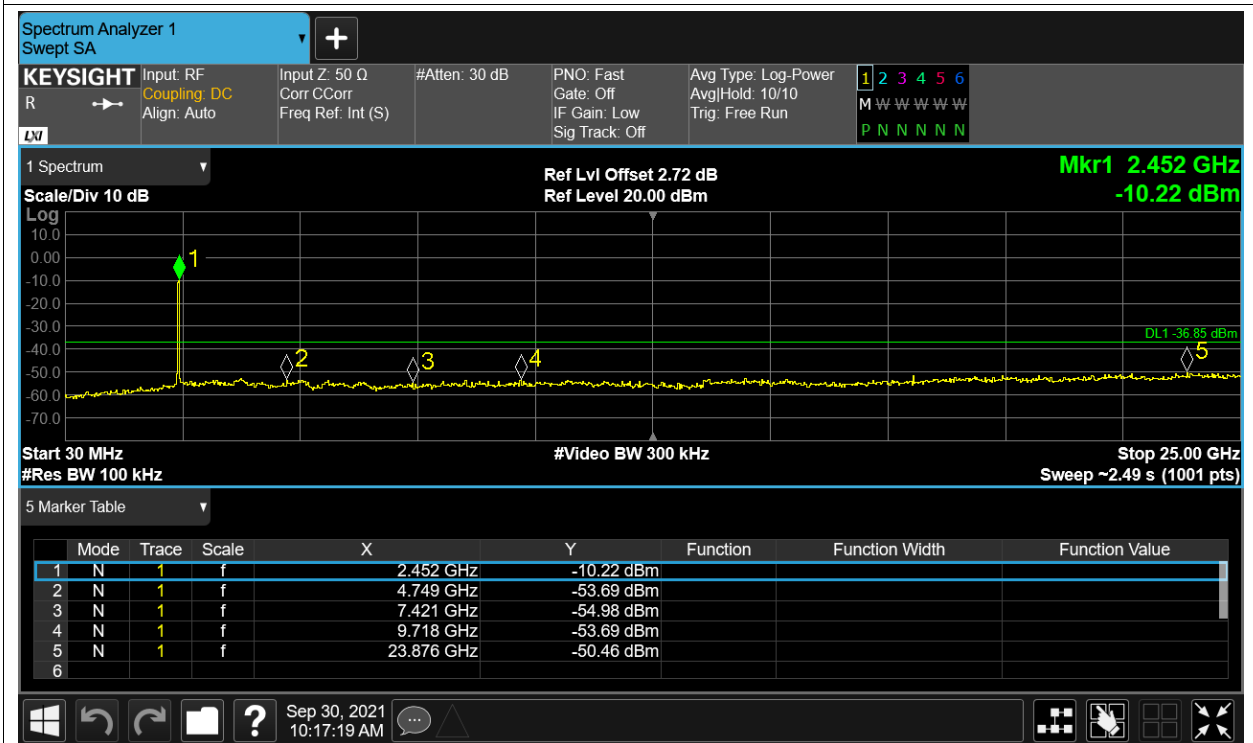 Spectrum Analyzer 1
Swept SA
KEYSIGHT
R
LXI
Input: RF
Coupling: DC
Align: Auto
Input Z: 50 Ω
Corr CCorr
Freq Ref: Int (S)
#Atten: 30 dB
PNO: Fast
Gate: Off
IF Gain: Low
Sig Track: Off
Avg Type: Log-Power
Avg|Hold: 10/10
Trig: Free Run
1 2 3 4 5 6
M W W W W W
P N N N N N
1 Spectrum
Scale/Div 10 dB
Ref Lvl Offset 2.72 dB
Ref Level 20.00 dBm
Mkr1 2.452 GHz
-10.22 dBm
Log
10.0
0.00
-10.0
-20.0
-30.0
-40.0
-50.0
-60.0
-70.0
1
2
3
4
5
DL1 -36.85 dBm
Start 30 MHz
#Res BW 100 kHz
#Video BW 300 kHz
Stop 25.00 GHz
Sweep ~2.49 s (1001 pts)
5 Marker Table
Mode Trace Scale X Y Function Function Width Function Value
1 N 1 f 2.452 GHz -10.22 dBm
2 N 1 f 4.749 GHz -53.69 dBm
3 N 1 f 7.421 GHz -54.98 dBm
4 N 1 f 9.718 GHz -53.69 dBm
5 N 1 f 23.876 GHz -50.46 dBm
6
?
Sep 30, 2021
10:17:19 AM